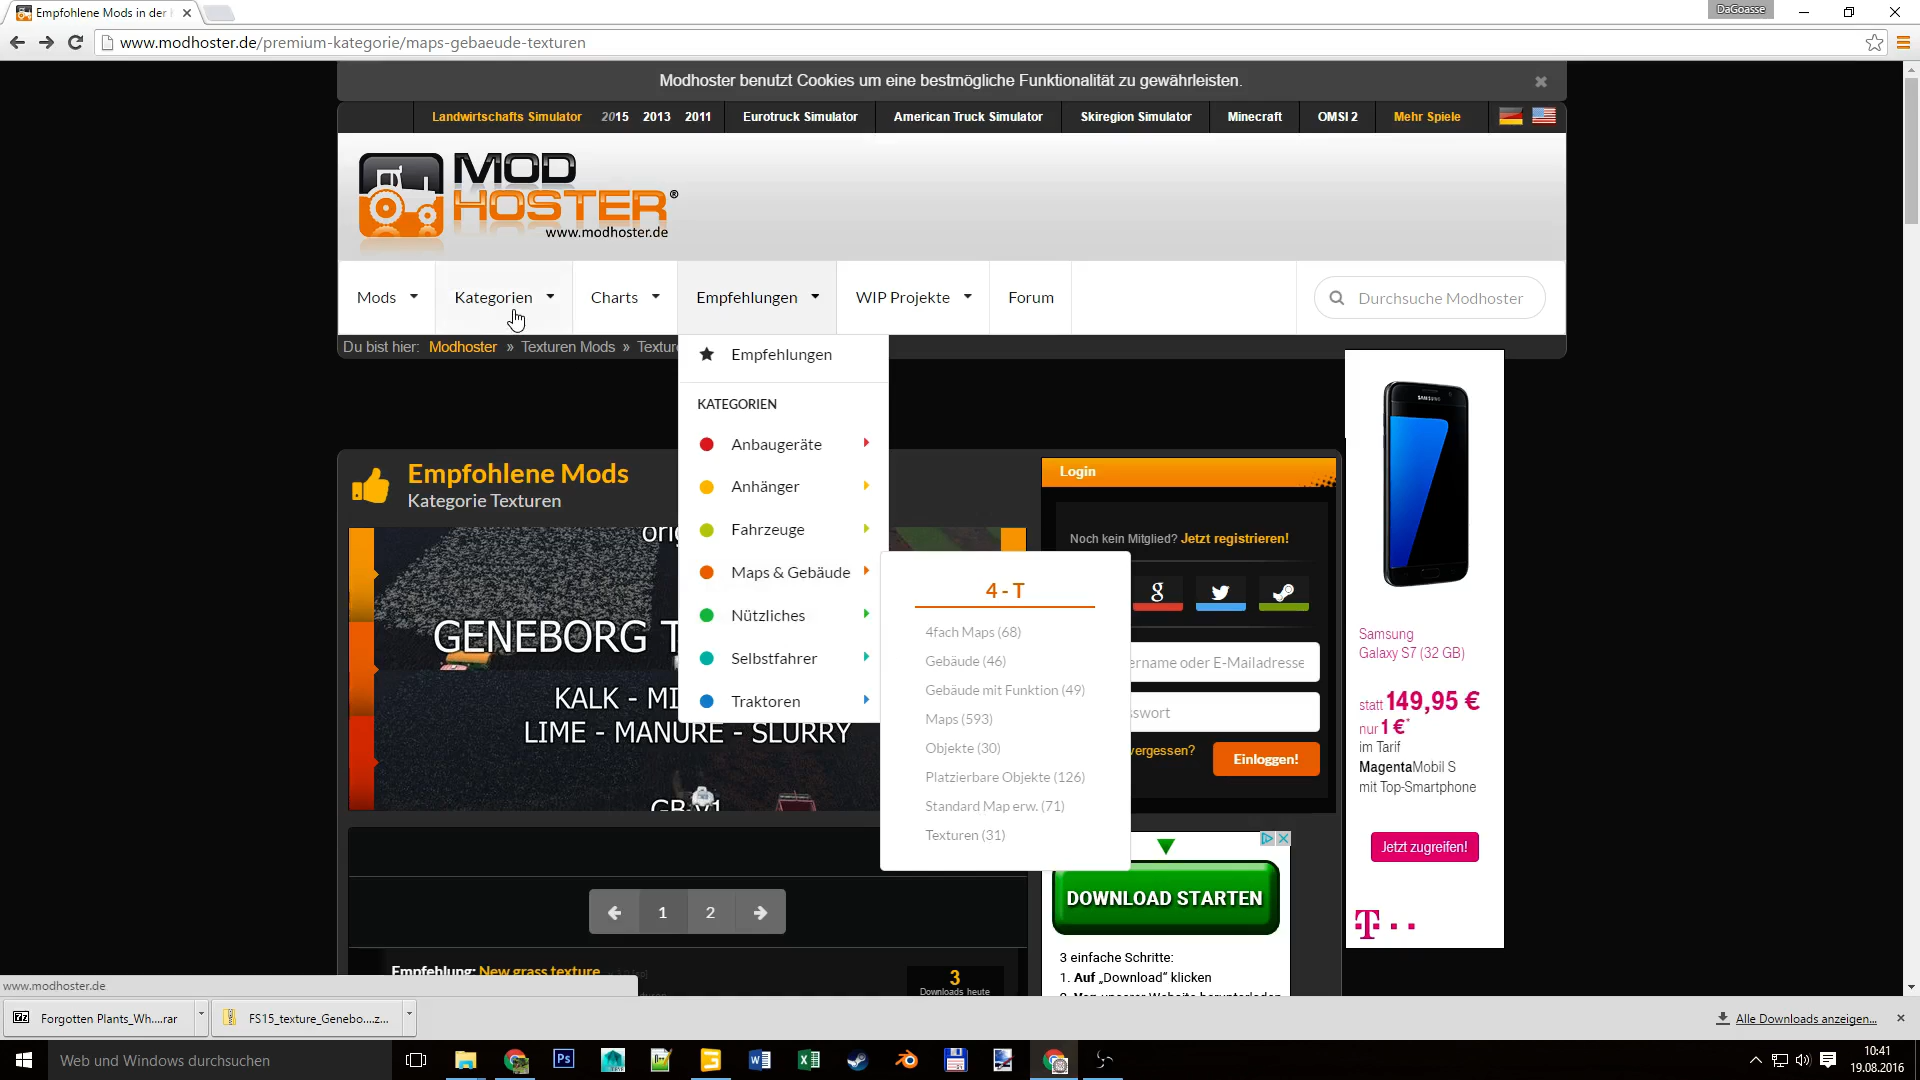 Empfohlene Mods in der
DaGoasse
www.modhoster.de/premium-kategorie/maps-gebaeude-texturen
Modhoster benutzt Cookies um eine bestmögliche Funktionalität zu gewährleisten.
Landwirtschafts Simulator 2015 2013 2011 Eurotruck Simulator American Truck Simulator Skiregion Simulator Minecraft OMSI 2 Mehr Spiele
MOD
HOSTER®
www.modhoster.de
Mods Kategorien Charts Empfehlungen WIP Projekte Forum Durchsuche Modhoster
Du bist hier: Modhoster » Texturen Mods » Texture
Empfehlungen
KATEGORIEN
Anbaugeräte
Anhänger
Fahrzeuge
Maps & Gebäude
Nützliches
Selbstfahrer
Traktoren
4 - T
4fach Maps (68)
Gebäude (46)
Gebäude mit Funktion (49)
Maps (593)
Objekte (30)
Platzierbare Objekte (126)
Standard Map erw. (71)
Texturen (31)
Empfohlene Mods
Kategorie Texturen
GENEBORG T
KALK - MI
LIME - MANURE - SLURRY
1 2
Empfehlung: New grass texture
3
Downloads heute
Login
Noch kein Mitglied? Jetzt registrieren!
ername oder E-Mailadresse
swort
vergessen?
Einloggen!
DOWNLOAD STARTEN
3 einfache Schritte:
1. Auf „Download“ klicken
SAMSUNG
Samsung
Galaxy S7 (32 GB)
statt 149,95 €
nur 1 €*
im Tarif
MagentaMobil S
mit Top-Smartphone
Jetzt zugreifen!
T
www.modhoster.de
Forgotten Plants_Wh....rar
FS15_texture_Genebo....z...
Alle Downloads anzeigen...
Web und Windows durchsuchen
Ps
10:41
19.08.2016